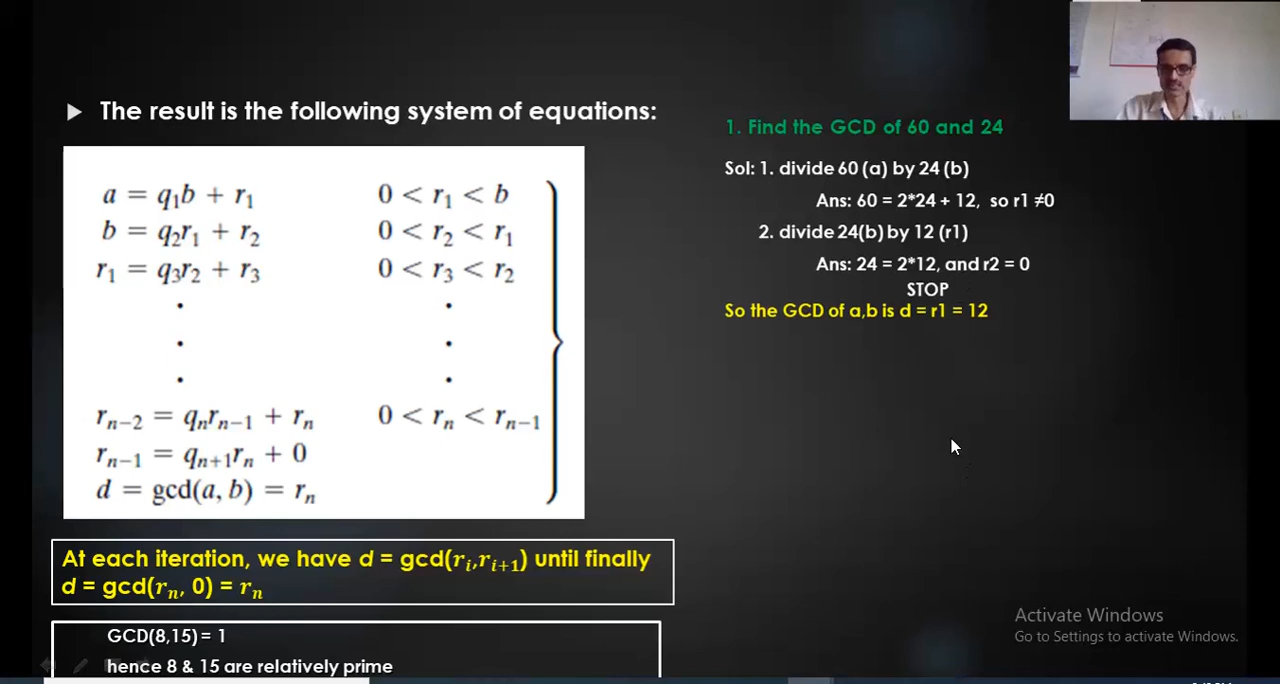 The result is the following system of equations:
a = q₁b + r₁ 0 < r₁ < b
b = q₂r₁ + r₂ 0 < r₂ < r₁
r₁ = q₃r₂ + r₃ 0 < r₃ < r₂
. .
. .
. .
rₙ₋₂ = qₙrₙ₋₁ + rₙ 0 < rₙ < rₙ₋₁
rₙ₋₁ = qₙ₊₁rₙ + 0
d = gcd(a, b) = rₙ
At each iteration, we have d = gcd(rᵢ,rᵢ₊₁) until finally
d = gcd(rₙ, 0) = rₙ
GCD(8,15) = 1
hence 8 & 15 are relatively prime
1. Find the GCD of 60 and 24
Sol: 1. divide 60 (a) by 24 (b)
Ans: 60 = 2*24 + 12, so r1 ≠0
2. divide 24(b) by 12 (r1)
Ans: 24 = 2*12, and r2 = 0
STOP
So the GCD of a,b is d = r1 = 12
Activate Windows
Go to Settings to activate Windows.